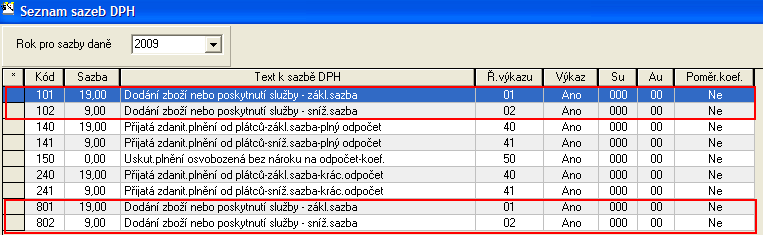 Seznam sazeb DPH
Rok pro sazby daně 2009
* Kód Sazba Text k sazbě DPH Ř.výkazu Výkaz Su Au Poměr.koef.
101 19,00 Dodání zboží nebo poskytnutí služby - zákl.sazba 01 Ano 000 00 Ne
102 9,00 Dodání zboží nebo poskytnutí služby - sníž.sazba 02 Ano 000 00 Ne
140 19,00 Přijatá zdanit.plnění od plátců-zákl.sazba-plný odpočet 40 Ano 000 00 Ne
141 9,00 Přijatá zdanit.plnění od plátců-sníž.sazba-plný odpočet 41 Ano 000 00 Ne
150 0,00 Uskut.plnění osvobozená bez nároku na odpočet-koef. 50 Ano 000 00 Ne
240 19,00 Přijatá zdanit.plnění od plátců-zákl.sazba-krác.odpočet 40 Ano 000 00 Ne
241 9,00 Přijatá zdanit.plnění od plátců-sníž.sazba-krác.odpočet 41 Ano 000 00 Ne
801 19,00 Dodání zboží nebo poskytnutí služby - zákl.sazba 01 Ano 000 00 Ne
802 9,00 Dodání zboží nebo poskytnutí služby - sníž.sazba 02 Ano 000 00 Ne